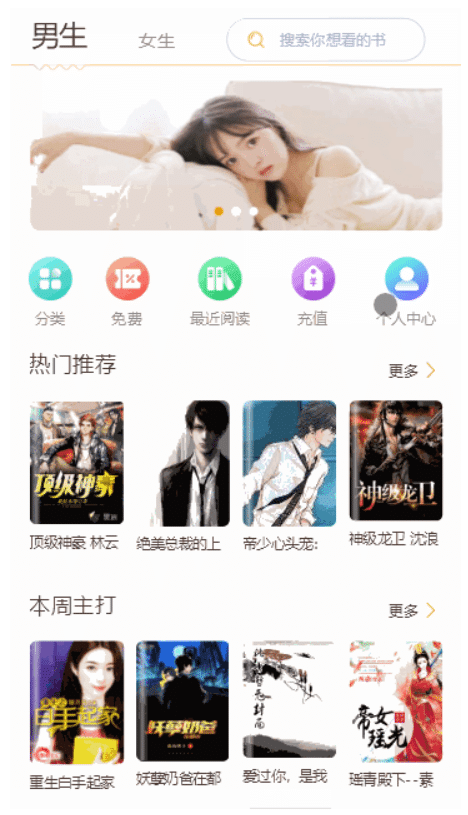 男生
女生
搜索你想看的书
分类
免费
最近阅读
充值
个人中心
热门推荐
更多
顶级神豪
神级龙卫
顶级神豪 林云
绝美总裁的上
帝少心头宠:
神级龙卫 沈浪
本周主打
更多
白手起家
妖孽奶爸
帝女
瑶光
重生白手起家
妖孽奶爸在都
爱过你，是我
瑶青殿下--素